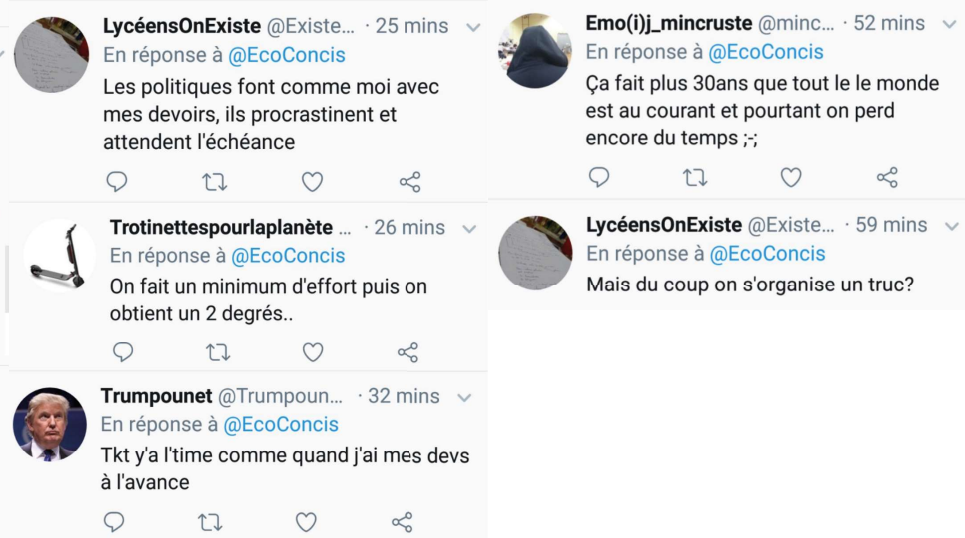 LycéensOnExiste @Existe... · 25 mins
En réponse à @EcoConcis
Les politiques font comme moi avec
mes devoirs, ils procrastinent et
attendent l'échéance
Trotinettespourlaplanète ... · 26 mins
En réponse à @EcoConcis
On fait un minimum d'effort puis on
obtient un 2 degrés..
Trumpounet @Trumpoun... · 32 mins
En réponse à @EcoConcis
Tkt y'a l'time comme quand j'ai mes devs
à l'avance
Emo(i)j_mincruste @minc... · 52 mins
En réponse à @EcoConcis
Ça fait plus 30ans que tout le le monde
est au courant et pourtant on perd
encore du temps ;-;
LycéensOnExiste @Existe... · 59 mins
En réponse à @EcoConcis
Mais du coup on s'organise un truc?